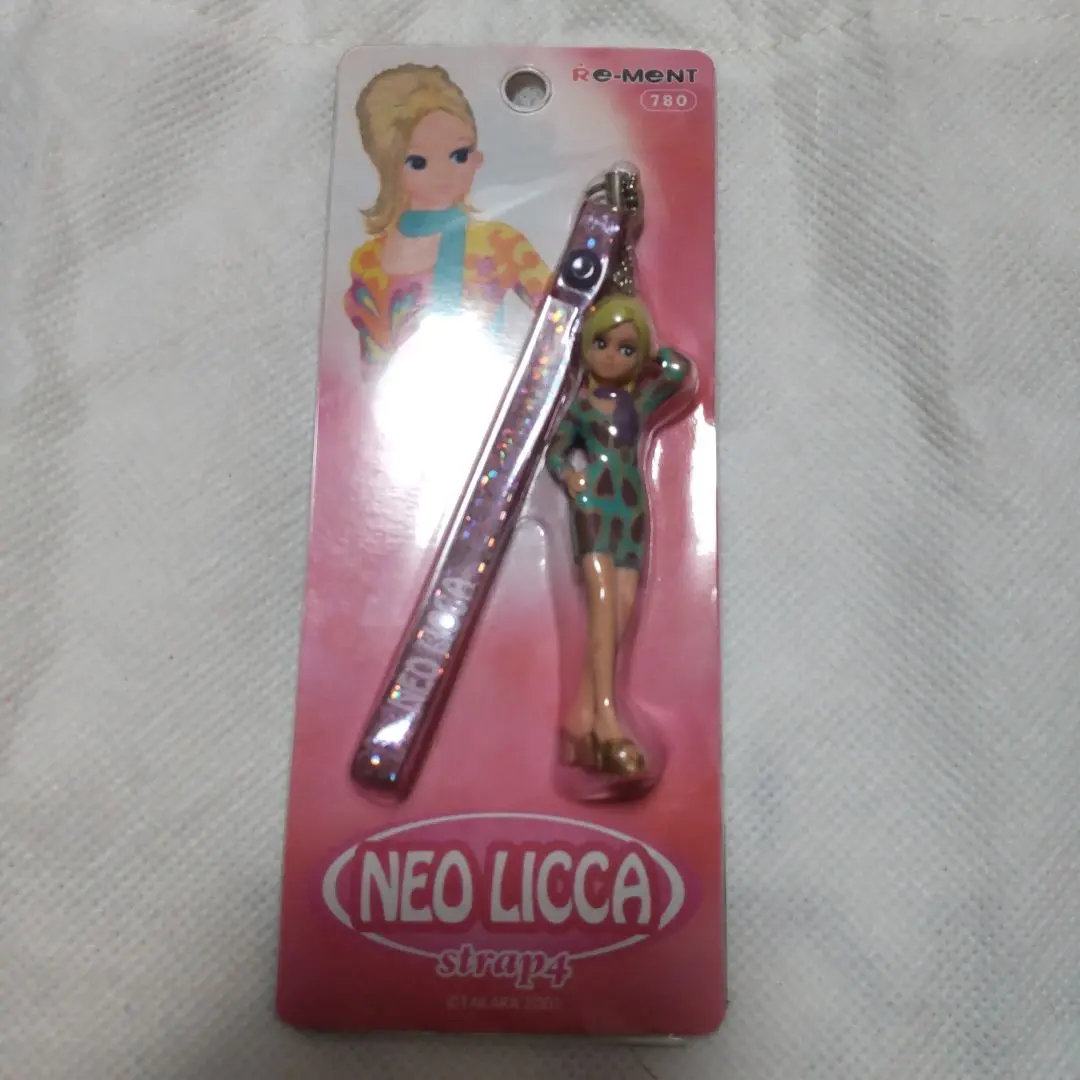 Re-MeNT
780
NEO LICCA
NEO LICCA
strap4